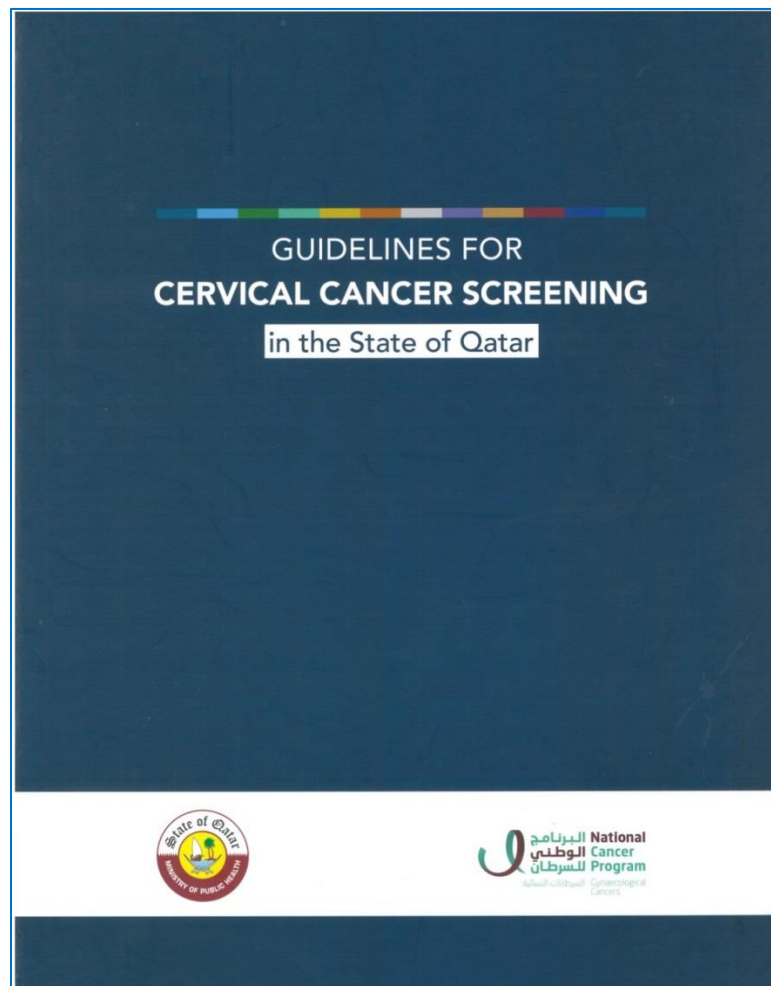 GUIDELINES FOR
CERVICAL CANCER SCREENING
in the State of Qatar
State of Qatar
MINISTRY OF PUBLIC HEALTH
البرنامج National
الوطني Cancer
للسرطان Program
السرطانات النسائية Gynaecological
Cancers